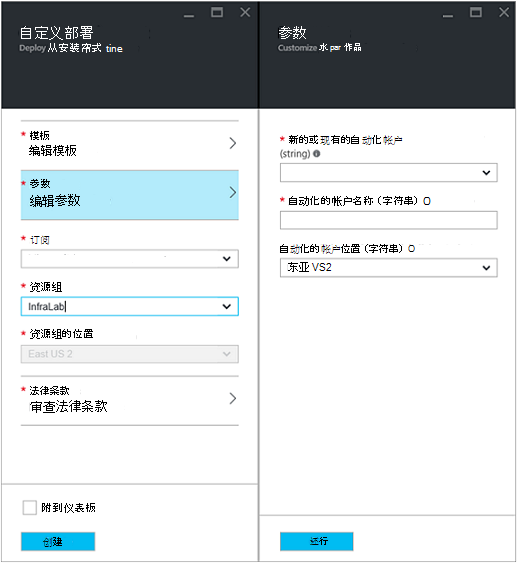 自定义部署
Deploy 从安装帘式 tine
* 模板
编辑模板
* 参数
编辑参数
* 订阅
* 资源组
InfraLab
* 资源组的位置
East US 2
* 法律条款
审查法律条款
附到仪表板
创建
参数
Customize 水 par 作品
* 新的或现有的自动化帐户
(string)
* 自动化的帐户名称 (字符串) O
自动化的帐户位置 (字符串) O
东亚 VS2
还行